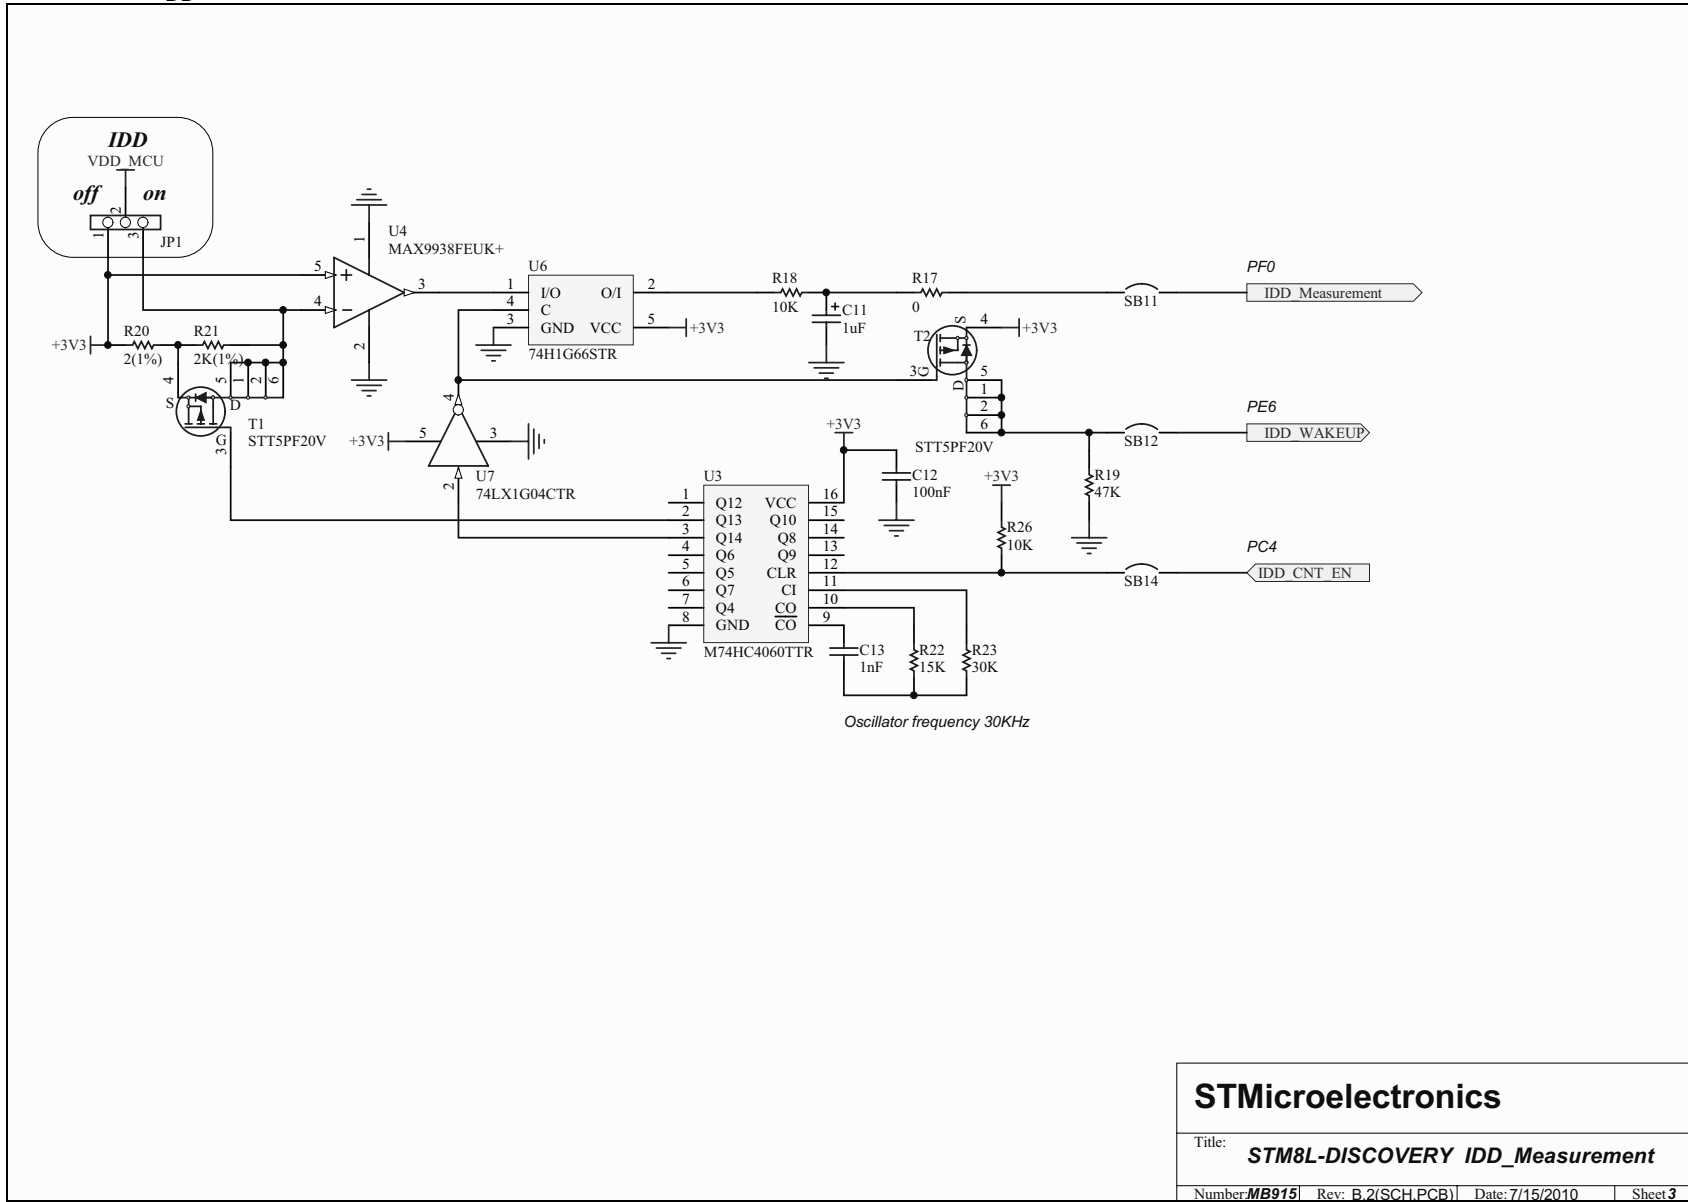 IDD
VDD_MCU
off on
1
2
3
JP1
U4
MAX9938FEUK+
1
5
+
4
−
3
2
U6
1 I/O O/I 2
4 C
3 GND VCC 5
+3V3
74H1G66STR
R18
10K
C11
+
1uF
R17
0
SB11
PF0
IDD_Measurement
R20
2(1%)
R21
2K(1%)
+3V3
4
5
1
2
6
S
D
G
3
T1
STT5PF20V
T2
S
4
+3V3
3
G
D
5
1
2
6
STT5PF20V
SB12
PE6
IDD_WAKEUP
R19
47K
4
+3V3
5
3
2
U7
74LX1G04CTR
+3V3
C12
100nF
+3V3
R26
10K
U3
1 Q12 VCC 16
2 Q13 Q10 15
3 Q14 Q8 14
4 Q6 Q9 13
5 Q5 CLR 12
6 Q7 CI 11
7 Q4 CO 10
8 GND CO 9
M74HC4060TTR
SB14
PC4
IDD_CNT_EN
C13
1nF
R22
15K
R23
30K
Oscillator frequency 30KHz
STMicroelectronics
Title:
STM8L-DISCOVERY IDD_Measurement
Number:MB915 Rev: B.2(SCH.PCB) Date:7/15/2010 Sheet 3